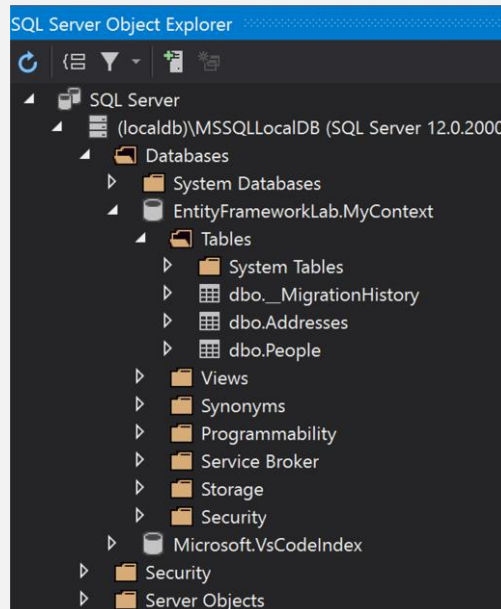 SQL Server Object Explorer
SQL Server
(localdb)\MSSQLLocalDB (SQL Server 12.0.2000
Databases
System Databases
EntityFrameworkLab.MyContext
Tables
System Tables
dbo.__MigrationHistory
dbo.Addresses
dbo.People
Views
Synonyms
Programmability
Service Broker
Storage
Security
Microsoft.VsCodeIndex
Security
Server Objects